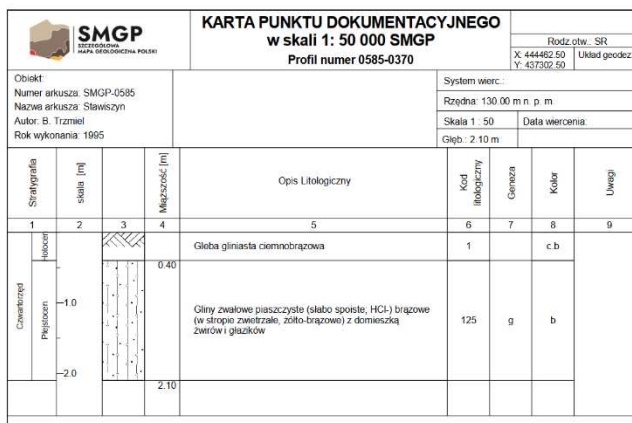 SMGP
SZCZEGÓŁOWA
MAPA GEOLOGICZNA POLSKI
KARTA PUNKTU DOKUMENTACYJNEGO
w skali 1: 50 000 SMGP
Profil numer 0585-0370
Rodz.otw.: SR
X: 444462.50
Y: 437302.50
Układ geodez
Obiekt:
Numer arkusza: SMGP-0585
Nazwa arkusza: Stawiszyn
Autor: B. Trzmiel
Rok wykonania: 1995
System wierc.:
Rzędna: 130.00 m n. p. m.
Skala 1 : 50
Data wiercenia:
Głęb.: 2.10 m
Stratygrafia
skala [m]
Miąższość [m]
Opis Litologiczny
Kod litologiczny
Geneza
Kolor
Uwagi
1 2 3 4 5 6 7 8 9
Czwartorzęd
Holocen
Gleba gliniasta ciemnobrązowa
1
c.b
0.40
Plejstocen
1.0
Gliny zwałowe piaszczyste (słabo spoiste; HCl-) brązowe
(w stropie zwietrzałe, żółto-brązowe) z domieszką
żwirów i głazików
125
g
b
2.0
2.10